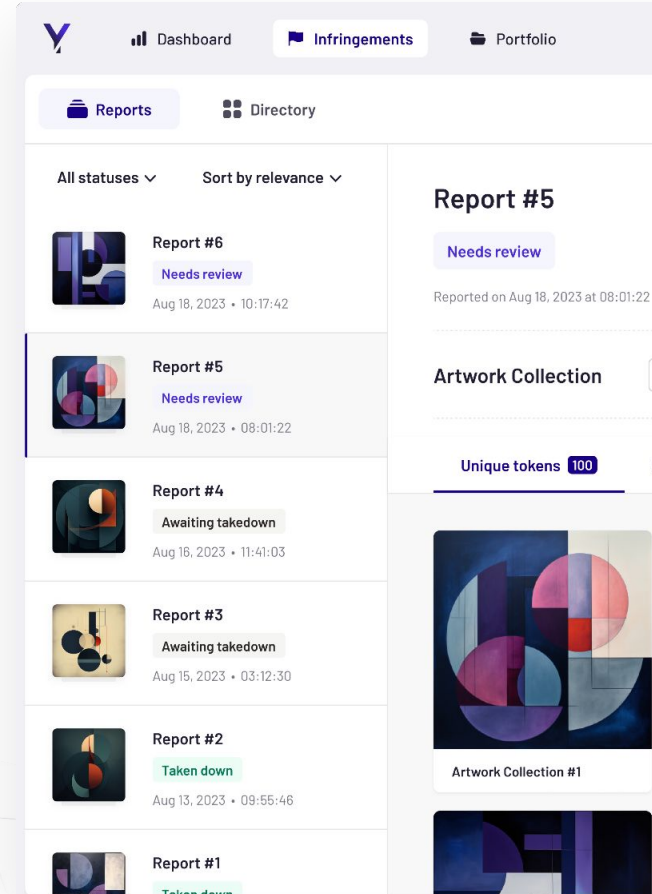 Dashboard
Infringements
Portfolio
Reports
Directory
All statuses
Sort by relevance
Report #6
Needs review
Aug 18, 2023 • 10:17:42
Report #5
Needs review
Aug 18, 2023 • 08:01:22
Report #4
Awaiting takedown
Aug 16, 2023 • 11:41:03
Report #3
Awaiting takedown
Aug 15, 2023 • 03:12:30
Report #2
Taken down
Aug 13, 2023 • 09:55:46
Report #1
Taken down
Report #5
Needs review
Reported on Aug 18, 2023 at 08:01:22
Artwork Collection
Unique tokens 100
Artwork Collection #1